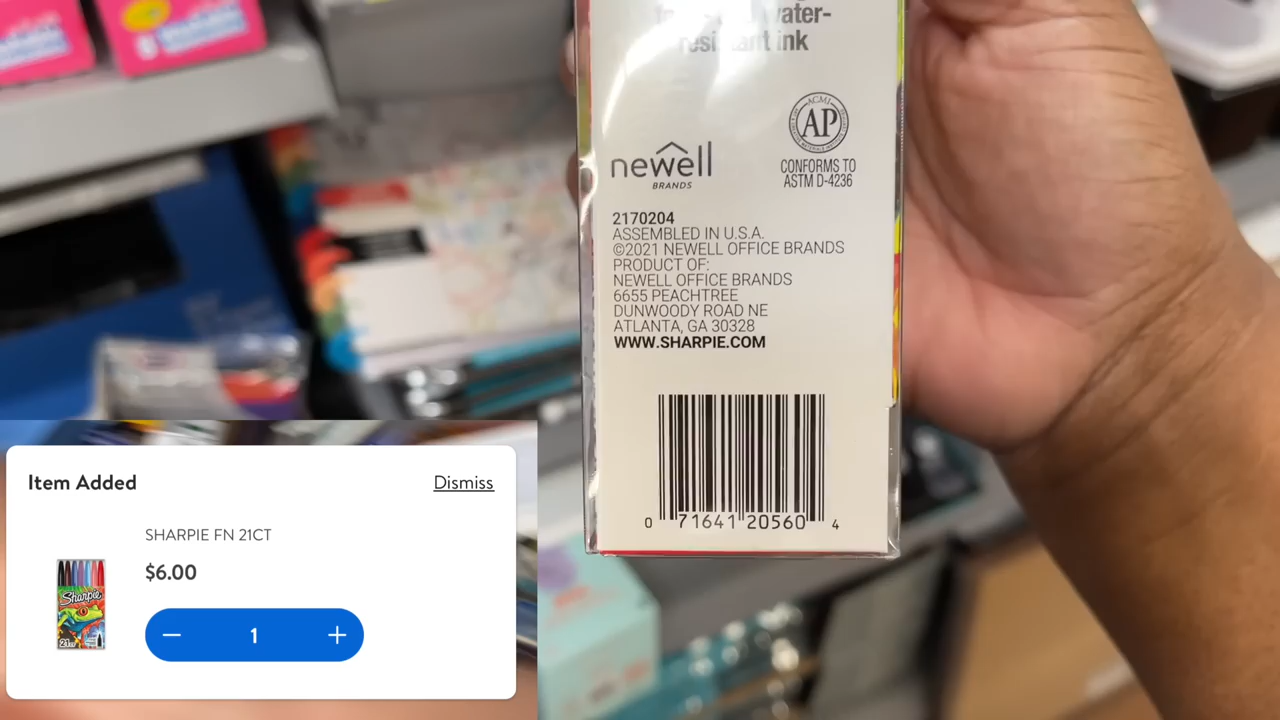 water-
resistant ink
newell
BRANDS
AP
CONFORMS TO
ASTM D-4236
2170204
ASSEMBLED IN U.S.A.
©2021 NEWELL OFFICE BRANDS
PRODUCT OF:
NEWELL OFFICE BRANDS
6655 PEACHTREE
DUNWOODY ROAD NE
ATLANTA, GA 30328
WWW.SHARPIE.COM
0 71641 20560 4
Item Added
Dismiss
SHARPIE FN 21CT
$6.00
Sharpie
− 1 +